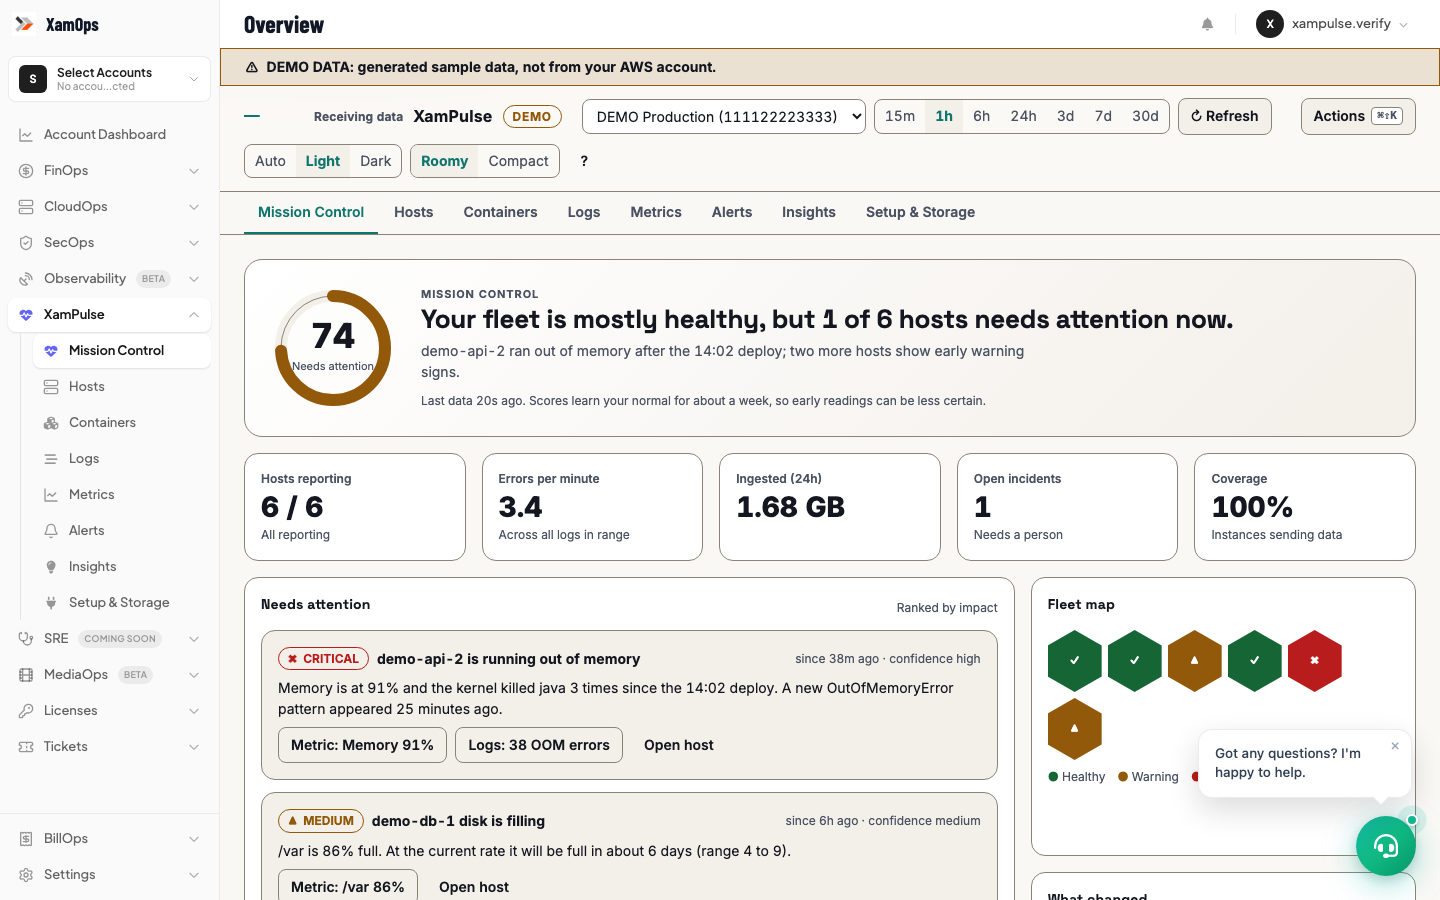 XamOps
S
Select Accounts
No accou...cted
Account Dashboard
FinOps
CloudOps
SecOps
Observability BETA
XamPulse
Mission Control
Hosts
Containers
Logs
Metrics
Alerts
Insights
Setup & Storage
SRE COMING SOON
MediaOps BETA
Licenses
Tickets
BillOps
Settings
Overview
X xampulse.verify
DEMO DATA: generated sample data, not from your AWS account.
Receiving data XamPulse DEMO DEMO Production (111122223333) 15m 1h 6h 24h 3d 7d 30d Refresh Actions ⌘⇧K
Auto Light Dark Roomy Compact ?
Mission Control Hosts Containers Logs Metrics Alerts Insights Setup & Storage
74
Needs attention
MISSION CONTROL
Your fleet is mostly healthy, but 1 of 6 hosts needs attention now.
demo-api-2 ran out of memory after the 14:02 deploy; two more hosts show early warning
signs.
Last data 20s ago. Scores learn your normal for about a week, so early readings can be less certain.
Hosts reporting
6 / 6
All reporting
Errors per minute
3.4
Across all logs in range
Ingested (24h)
1.68 GB
Open incidents
1
Needs a person
Coverage
100%
Instances sending data
Needs attention Ranked by impact
CRITICAL demo-api-2 is running out of memory since 38m ago · confidence high
Memory is at 91% and the kernel killed java 3 times since the 14:02 deploy. A new OutOfMemoryError
pattern appeared 25 minutes ago.
Metric: Memory 91% Logs: 38 OOM errors Open host
MEDIUM demo-db-1 disk is filling since 6h ago · confidence medium
/var is 86% full. At the current rate it will be full in about 6 days (range 4 to 9).
Metric: /var 86% Open host
Fleet map
Healthy Warning
Got any questions? I'm
happy to help.
What changed